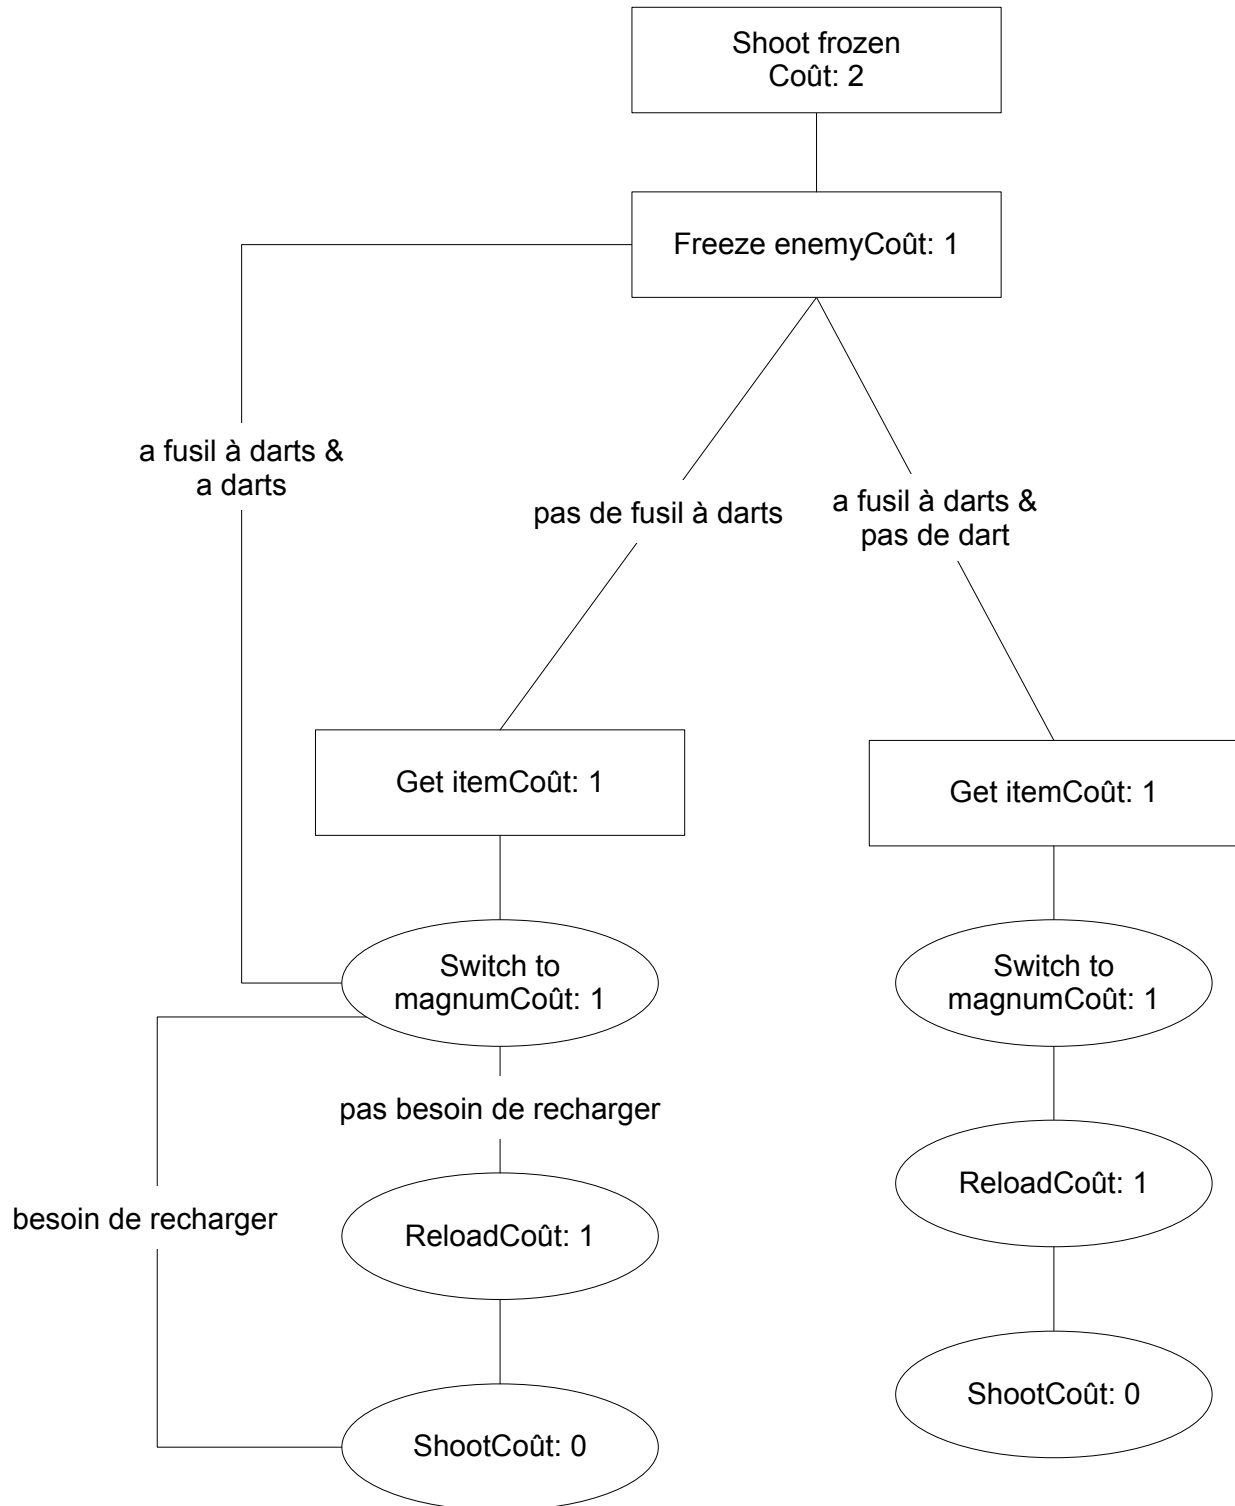 Shoot frozen
Coût: 2
Freeze enemyCoût: 1
a fusil à darts &
a darts
pas de fusil à darts
a fusil à darts &
pas de dart
Get itemCoût: 1
Get itemCoût: 1
Switch to
magnumCoût: 1
Switch to
magnumCoût: 1
pas besoin de recharger
besoin de recharger
ReloadCoût: 1
ReloadCoût: 1
ShootCoût: 0
ShootCoût: 0